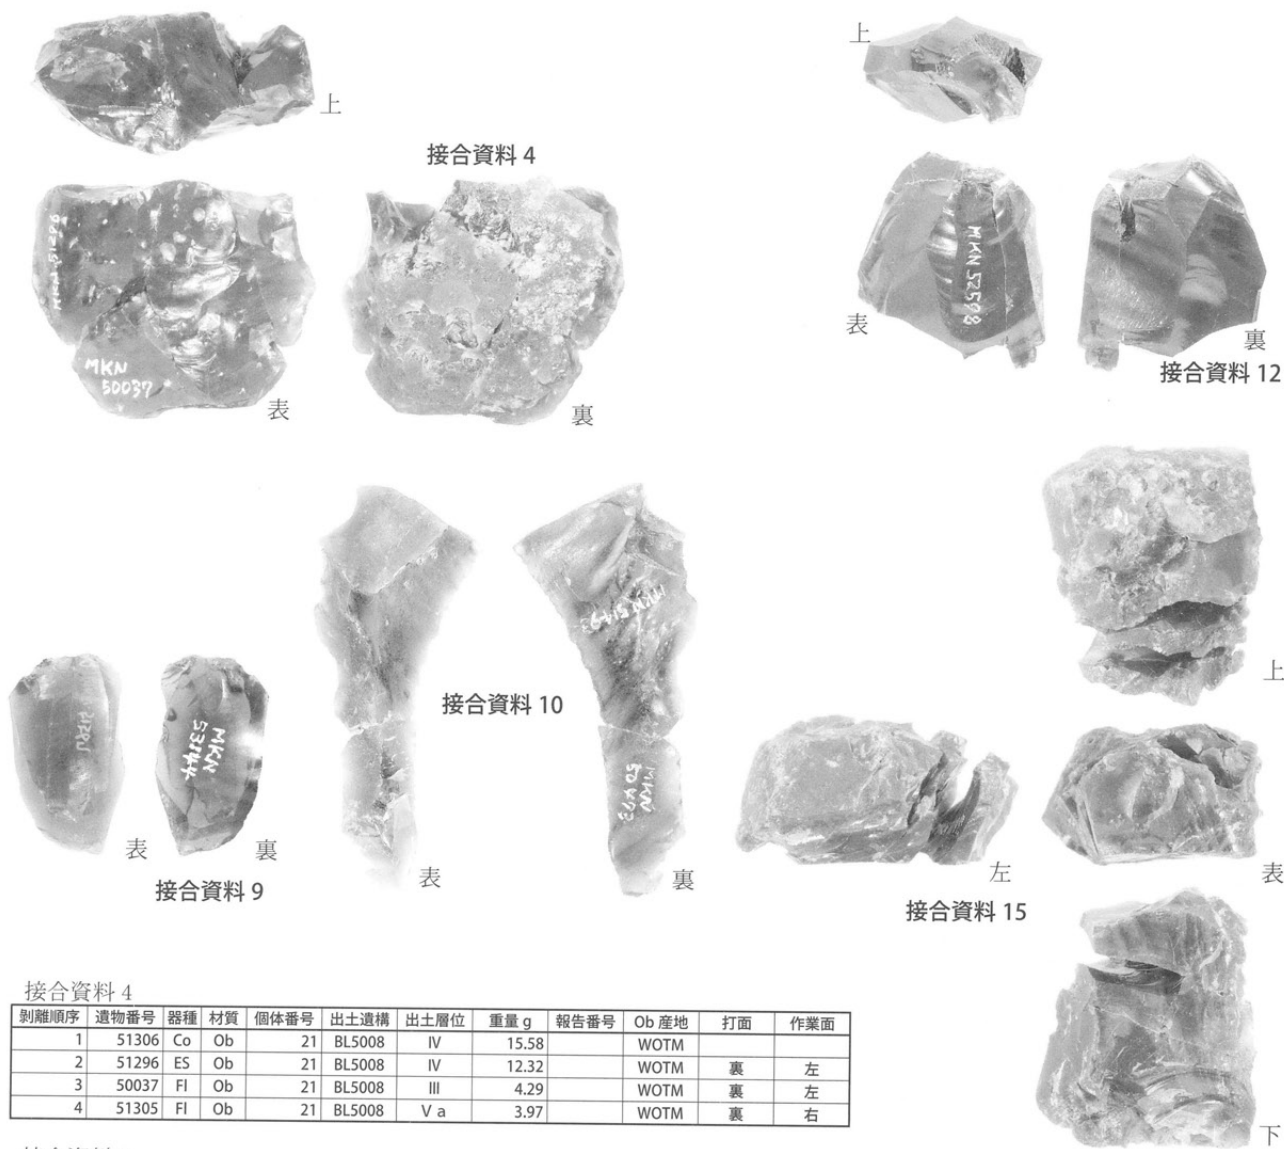 上
接合資料 4
MKN
50037
表
裏
上
MKN 52598
表
裏
接合資料 12
MKN
53144
表
裏
接合資料 9
接合資料 10
MKN
表
裏
上
左
表
接合資料 15
下
接合資料 4
剝離順序 遺物番号 器種 材質 個体番号 出土遺構 出土層位 重量 g 報告番号 Ob 産地 打面 作業面
1 51306 Co Ob 21 BL5008 IV 15.58 WOTM
2 51296 ES Ob 21 BL5008 IV 12.32 WOTM 裏 左
3 50037 Fl Ob 21 BL5008 III 4.29 WOTM 裏 左
4 51305 Fl Ob 21 BL5008 V a 3.97 WOTM 裏 右